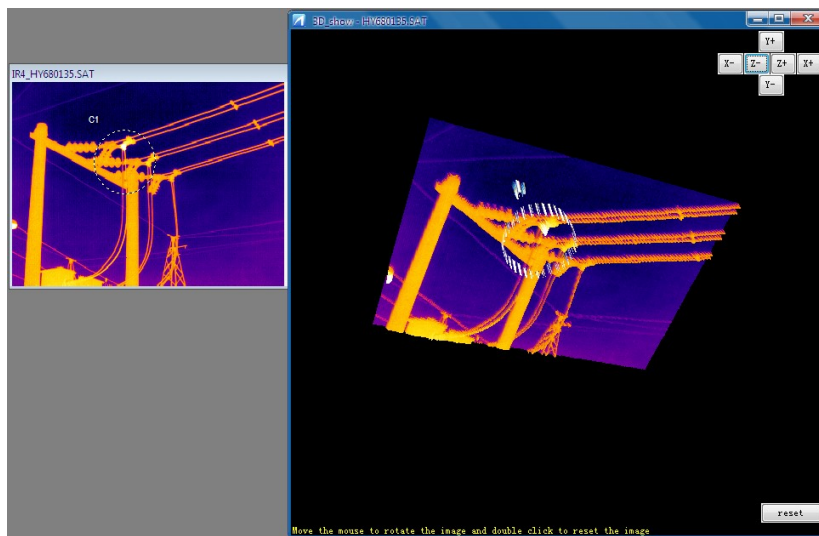 3D_show - HY680135.SAT
Y+
X-
Z-
Z+
X+
Y-
IR4_HY680135.SAT
C1
reset
Move the mouse to rotate the image and double click to reset the image